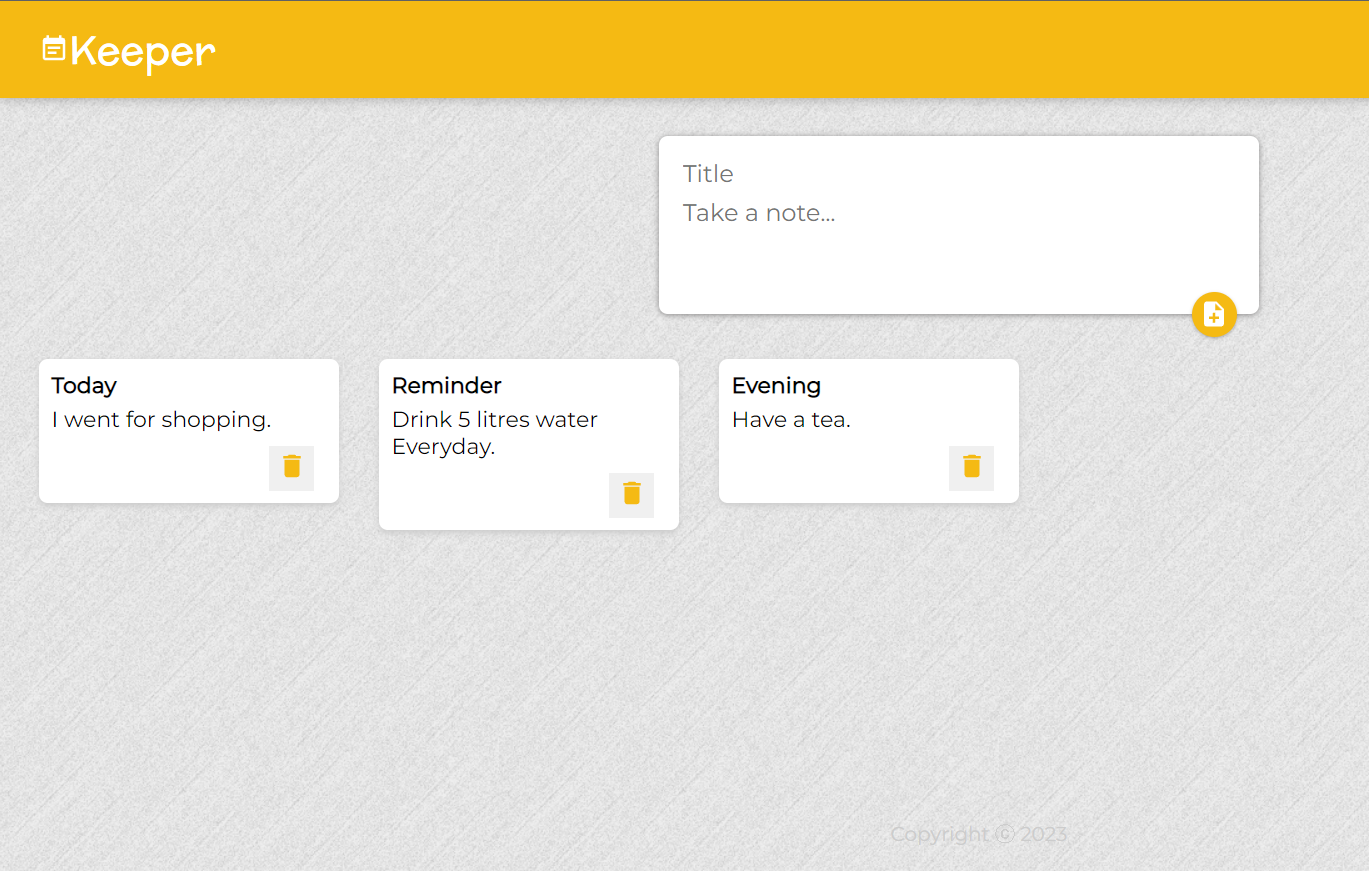 Keeper
Title
Take a note...
Today
I went for shopping.
Reminder
Drink 5 litres water
Everyday.
Evening
Have a tea.
Copyright ⓒ 2023